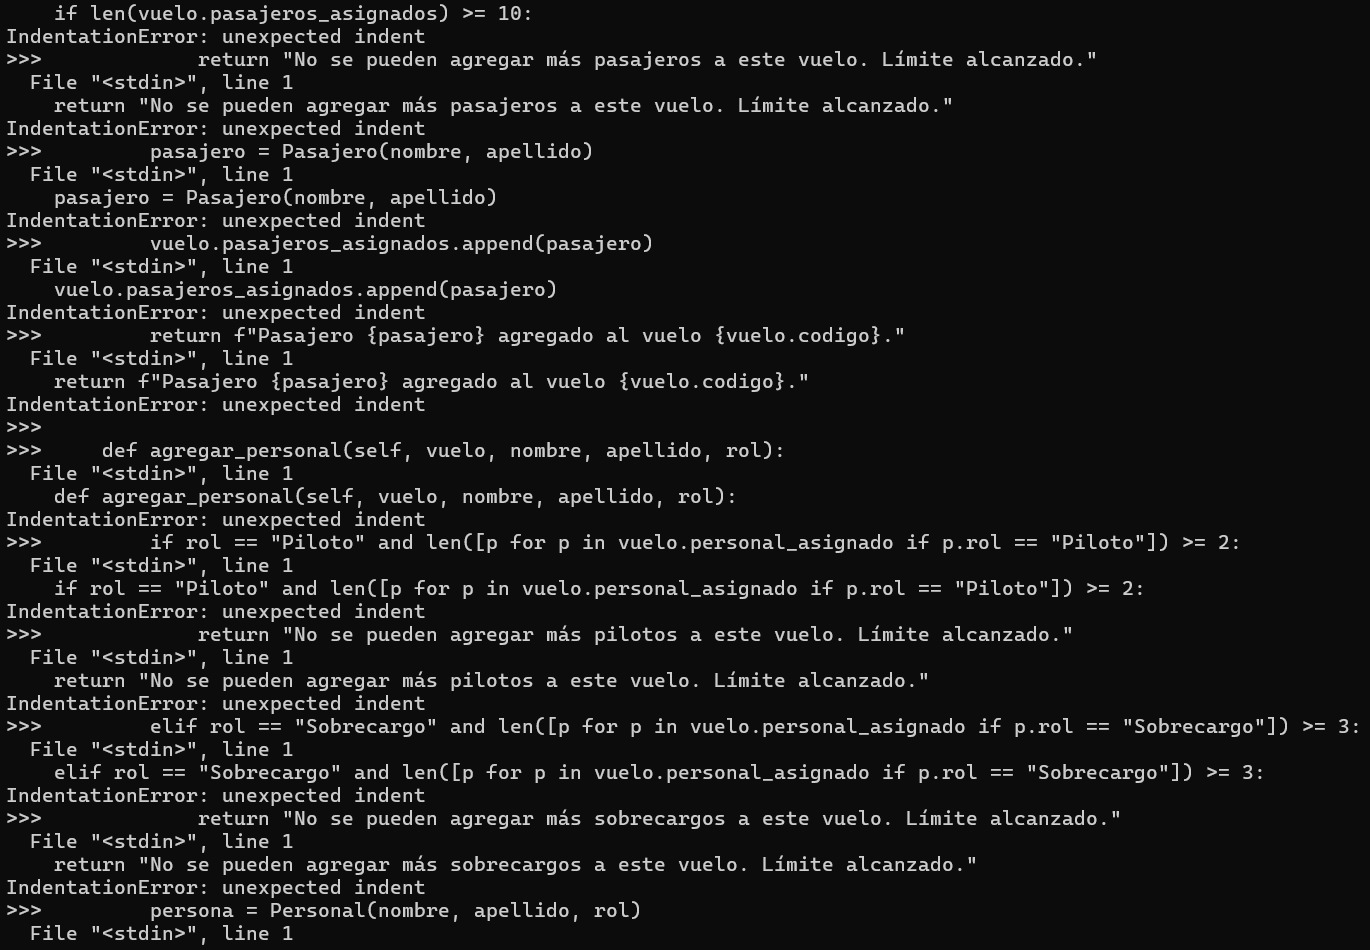 if len(vuelo.pasajeros_asignados) >= 10:
IndentationError: unexpected indent
>>>             return "No se pueden agregar más pasajeros a este vuelo. Límite alcanzado."
  File "<stdin>", line 1
    return "No se pueden agregar más pasajeros a este vuelo. Límite alcanzado."
IndentationError: unexpected indent
>>>         pasajero = Pasajero(nombre, apellido)
  File "<stdin>", line 1
    pasajero = Pasajero(nombre, apellido)
IndentationError: unexpected indent
>>>         vuelo.pasajeros_asignados.append(pasajero)
  File "<stdin>", line 1
    vuelo.pasajeros_asignados.append(pasajero)
IndentationError: unexpected indent
>>>         return f"Pasajero {pasajero} agregado al vuelo {vuelo.codigo}."
  File "<stdin>", line 1
    return f"Pasajero {pasajero} agregado al vuelo {vuelo.codigo}."
IndentationError: unexpected indent
>>>
>>>     def agregar_personal(self, vuelo, nombre, apellido, rol):
  File "<stdin>", line 1
    def agregar_personal(self, vuelo, nombre, apellido, rol):
IndentationError: unexpected indent
>>>         if rol == "Piloto" and len([p for p in vuelo.personal_asignado if p.rol == "Piloto"]) >= 2:
  File "<stdin>", line 1
    if rol == "Piloto" and len([p for p in vuelo.personal_asignado if p.rol == "Piloto"]) >= 2:
IndentationError: unexpected indent
>>>             return "No se pueden agregar más pilotos a este vuelo. Límite alcanzado."
  File "<stdin>", line 1
    return "No se pueden agregar más pilotos a este vuelo. Límite alcanzado."
IndentationError: unexpected indent
>>>         elif rol == "Sobrecargo" and len([p for p in vuelo.personal_asignado if p.rol == "Sobrecargo"]) >= 3:
  File "<stdin>", line 1
    elif rol == "Sobrecargo" and len([p for p in vuelo.personal_asignado if p.rol == "Sobrecargo"]) >= 3:
IndentationError: unexpected indent
>>>             return "No se pueden agregar más sobrecargos a este vuelo. Límite alcanzado."
  File "<stdin>", line 1
    return "No se pueden agregar más sobrecargos a este vuelo. Límite alcanzado."
IndentationError: unexpected indent
>>>         persona = Personal(nombre, apellido, rol)
  File "<stdin>", line 1